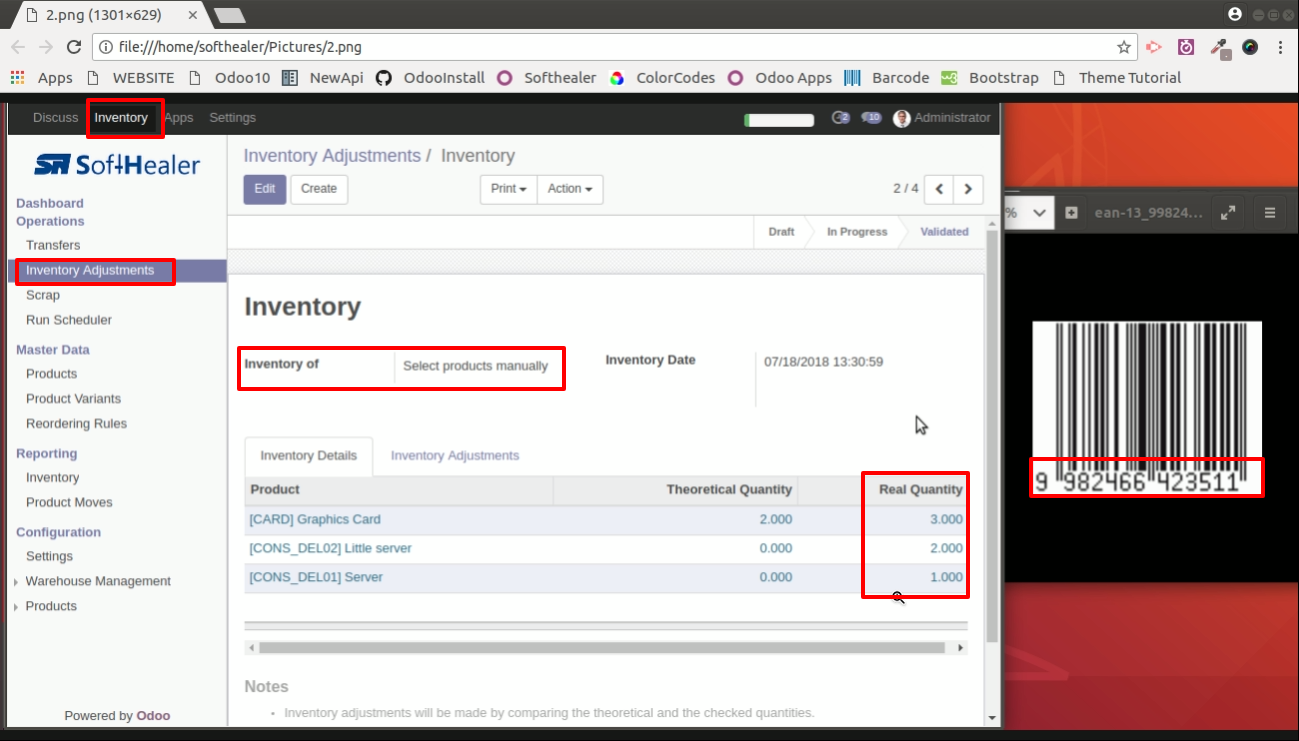 2.png (1301×629)
file:///home/softhealer/Pictures/2.png
Apps WEBSITE Odoo10 NewApi OdooInstall Softhealer ColorCodes Odoo Apps Barcode Bootstrap Theme Tutorial
Discuss Inventory Apps Settings 2 10 Administrator
SoftHealer
Dashboard
Operations
Transfers
Inventory Adjustments
Scrap
Run Scheduler
Master Data
Products
Product Variants
Reordering Rules
Reporting
Inventory
Product Moves
Configuration
Settings
Warehouse Management
Products
Powered by Odoo
Inventory Adjustments / Inventory
Edit Create Print Action 2 / 4
Draft In Progress Validated
Inventory
Inventory of Select products manually Inventory Date 07/18/2018 13:30:59
Inventory Details Inventory Adjustments
Product Theoretical Quantity Real Quantity
[CARD] Graphics Card 2.000 3.000
[CONS_DEL02] Little server 0.000 2.000
[CONS_DEL01] Server 0.000 1.000
Notes
Inventory adjustments will be made by comparing the theoretical and the checked quantities.
% ean-13_99824...
9 982466 423511